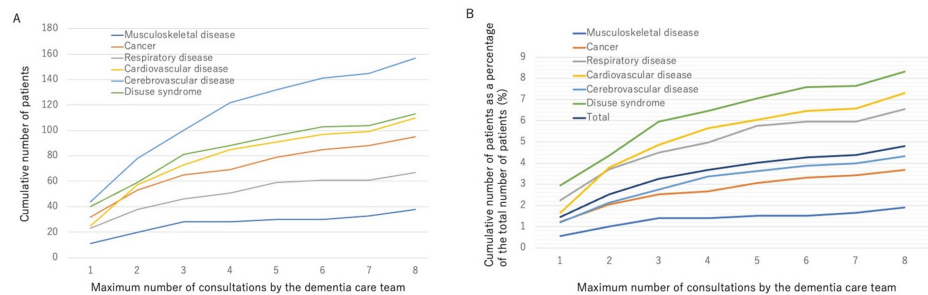 A
Musculoskeletal disease
Cancer
Respiratory disease
Cardiovascular disease
Cerebrovascular disease
Disuse syndrome
Cumulative number of patients
180
160
140
120
100
80
60
40
20
0
1 2 3 4 5 6 7 8
Maximum number of consultations by the dementia care team
B
Musculoskeletal disease
Cancer
Respiratory disease
Cardiovascular disease
Cerebrovascular disease
Disuse syndrome
Total
Cumulative number of patients as a percentage
of the total number of patients (%)
9
8
7
6
5
4
3
2
1
0
1 2 3 4 5 6 7 8
Maximum number of consultations by the dementia care team